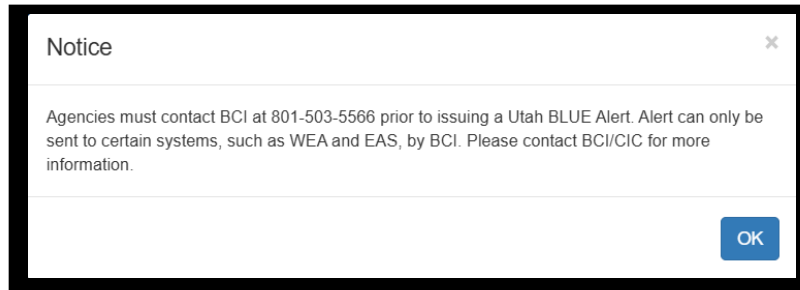 Notice
×
Agencies must contact BCI at 801-503-5566 prior to issuing a Utah BLUE Alert. Alert can only be
sent to certain systems, such as WEA and EAS, by BCI. Please contact BCI/CIC for more
information.
OK